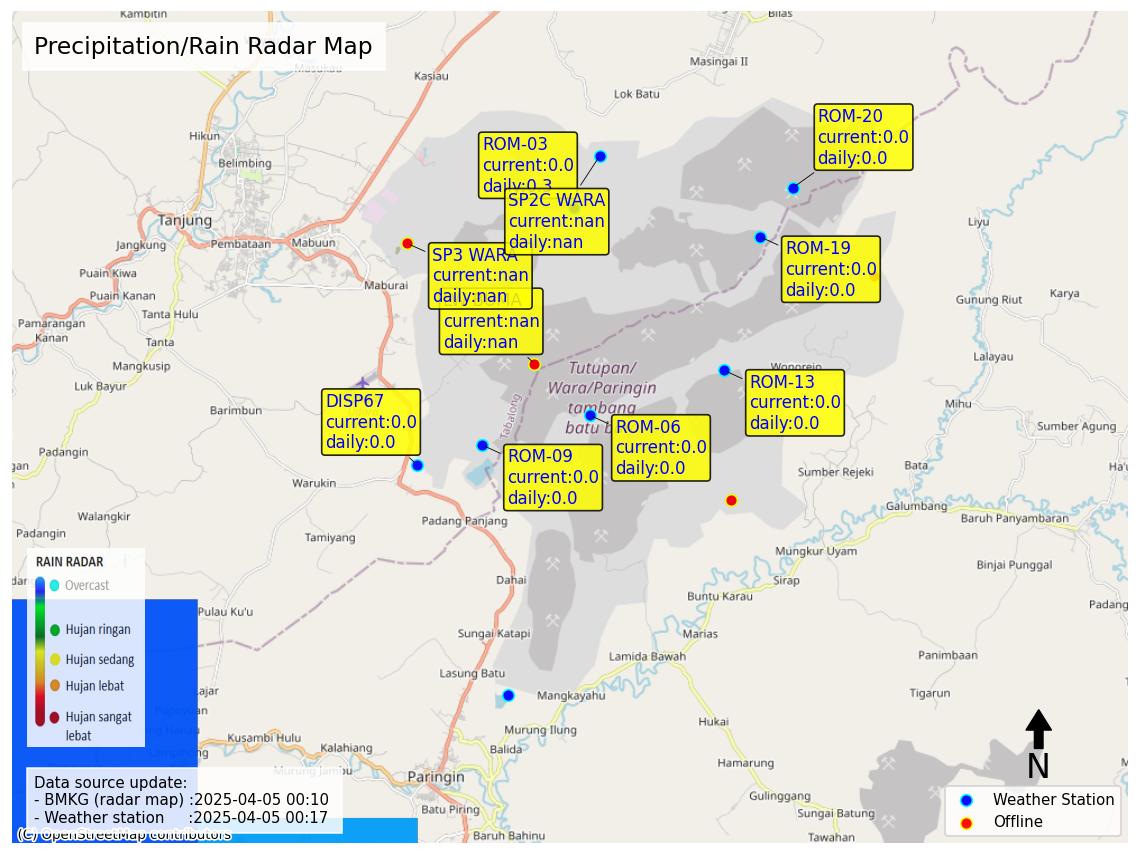 Precipitation/Rain Radar Map
Kambitin
Bilas
Masukau
Kasiau
Masingai II
Lok Batu
Hikun
Belimbing
ROM-03
current:0.0
daily:0.3
ROM-20
current:0.0
daily:0.0
SP2C WARA
current:nan
daily:nan
Tanjung
Jangkung
Pembataan
Mabuun
Liyu
SP3 WARA
current:nan
daily:nan
ROM-19
current:0.0
daily:0.0
Puain Kiwa
Maburai
Puain Kanan
Karya
Gunung Riut
Tanta Hulu
current:nan
daily:nan
Pamarangan
Kanan
Tanta
Mangkusip
Lalayau
Wonorejo
Tutupan/
Wara/Paringin
tambang
batu b
Luk Bayur
ROM-13
current:0.0
daily:0.0
DISP67
current:0.0
daily:0.0
Barimbun
Tabalong
Mihu
ROM-06
current:0.0
daily:0.0
Sumber Agung
Padangin
ROM-09
current:0.0
daily:0.0
Bata
Sumber Rejeki
Warukin
Galumbang
Walangkir
Padang Panjang
Baruh Panyambaran
Padangin
Tamiyang
Mungkur Uyam
Binjai Punggal
Dahai
Sirap
Buntu Karau
Padang
RAIN RADAR
Overcast
Hujan ringan
Hujan sedang
Hujan lebat
Hujan sangat
lebat
Pulau Ku'u
Sungai Katapi
Marias
Lamida Bawah
Panimbaan
Lasung Batu
Mangkayahu
Tigarun
Murung Ilung
Hukai
Kusambi Hulu
Kalahiang
Balida
Hamarung
N
Murung Jambu
Paringin
Data source update:
- BMKG (radar map) :2025-04-05 00:10
- Weather station :2025-04-05 00:17
Gulinggang
Batu Piring
Sungai Batung
Weather Station
Offline
(C) OpenStreetMap contributors
Baruh Bahinu
Tawahan